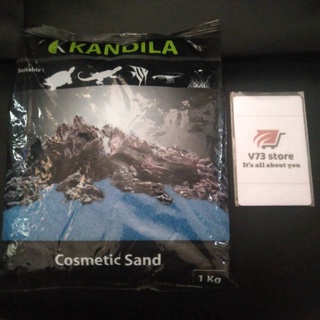 KANDILA
Suitable
Cosmetic Sand
1 Kg
V73 store
It's all about you